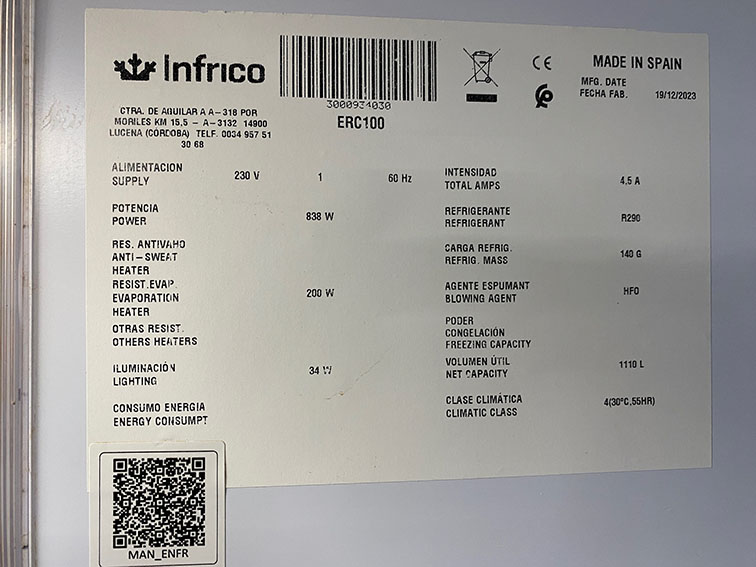 Infrico
3000934030
ERC100
CE
MADE IN SPAIN
MFG. DATE
FECHA FAB. 19/12/2023
CTRA. DE AGUILAR A A-318 POR
MORILES KM 15,5 - A-3132 14900
LUCENA (CÓRDOBA) TELF. 0034 957 51
30 68
ALIMENTACION
SUPPLY 230 V 1 60 Hz
POTENCIA
POWER 838 W
RES. ANTIVAHO
ANTI-SWEAT
HEATER
RESIST.EVAP.
EVAPORATION
HEATER 200 W
OTRAS RESIST.
OTHERS HEATERS
ILUMINACIÓN
LIGHTING 34 W
CONSUMO ENERGIA
ENERGY CONSUMPT
INTENSIDAD
TOTAL AMPS 4,5 A
REFRIGERANTE
REFRIGERANT R290
CARGA REFRIG.
REFRIG. MASS 140 G
AGENTE ESPUMANT
BLOWING AGENT HFO
PODER
CONGELACIÓN
FREEZING CAPACITY
VOLUMEN ÚTIL
NET CAPACITY 1110 L
CLASE CLIMÁTICA
CLIMATIC CLASS 4(30ºC,55HR)
MAN_ENFR